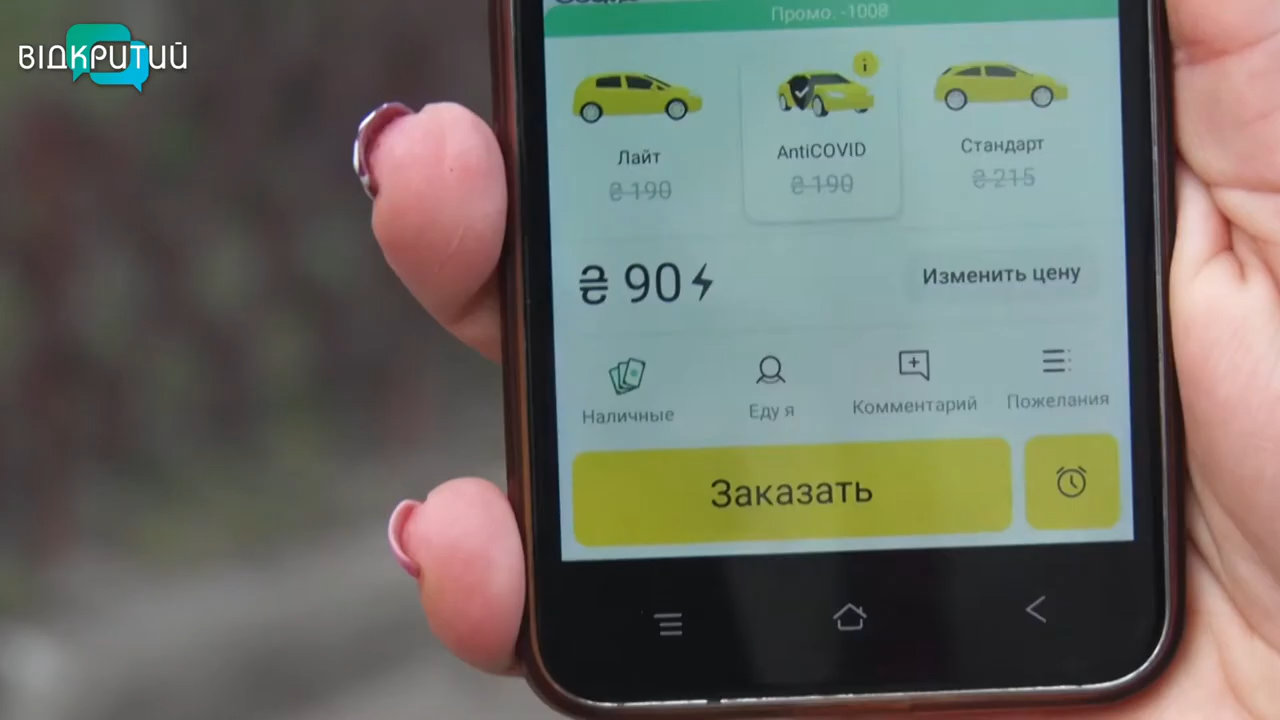 ВІДКРИТИЙ
Промо. -100₴
Лайт
₴ 190
AntiCOVID
₴ 190
Стандарт
₴ 215
₴ 90
Изменить цену
Наличные
Еду я
Комментарий
Пожелания
Заказать